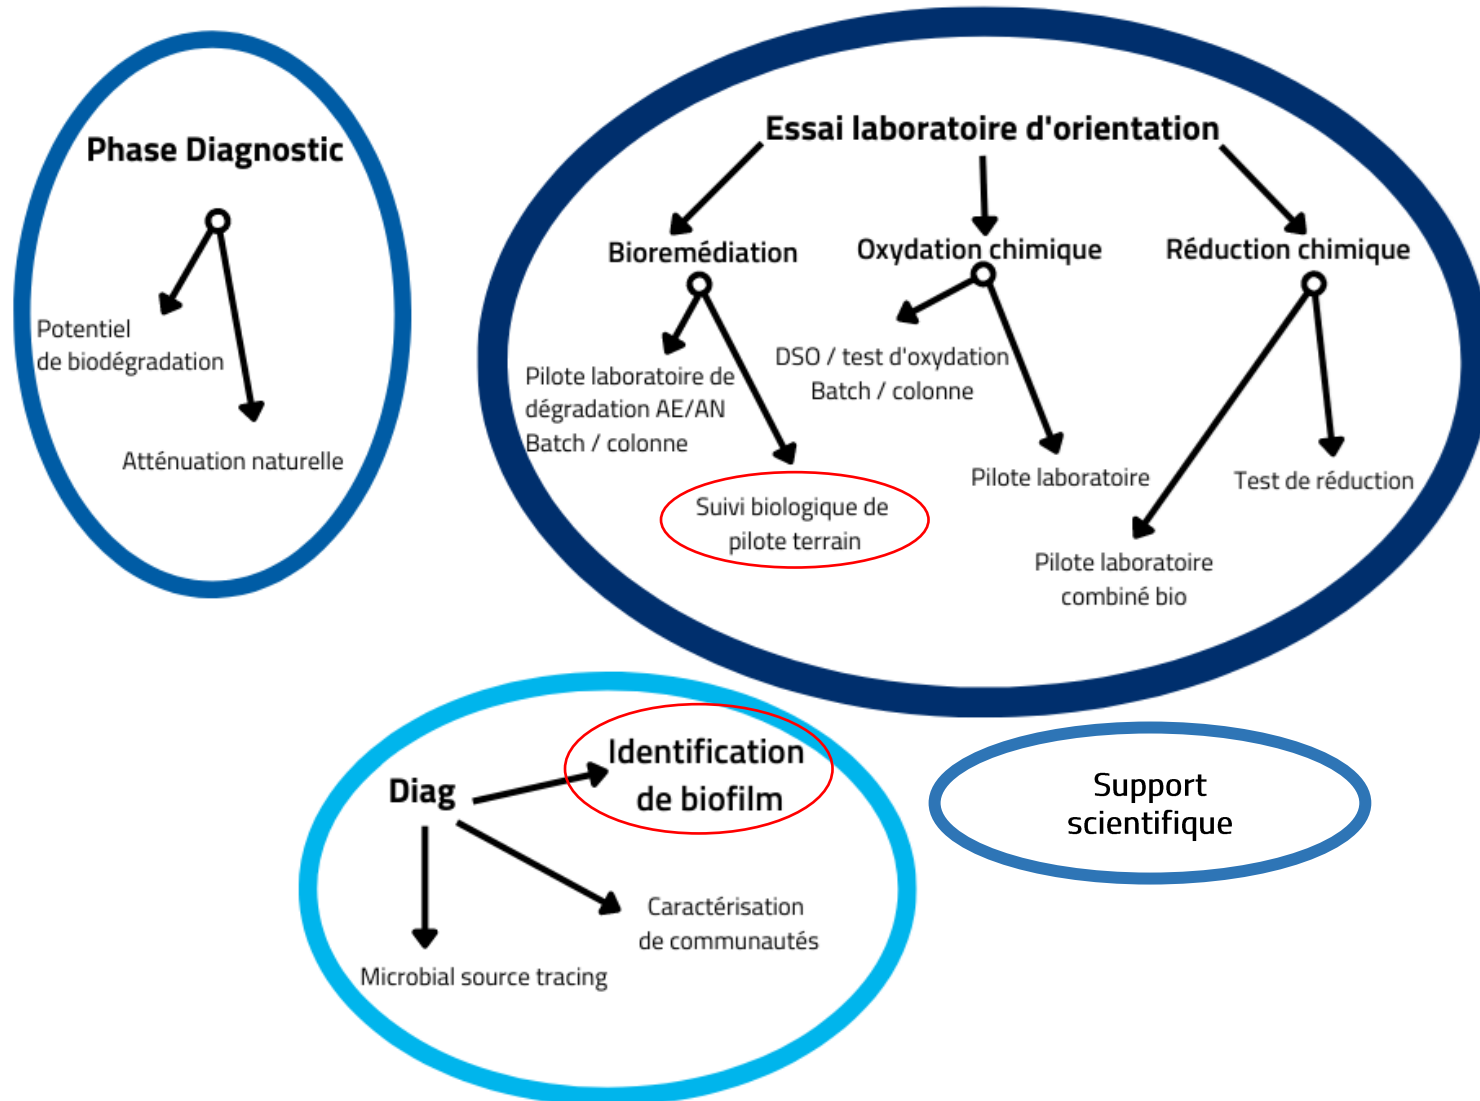 Phase Diagnostic
Potentiel
de biodégradation
Atténuation naturelle
Essai laboratoire d'orientation
Bioremédiation
Oxydation chimique
Réduction chimique
Pilote laboratoire de
dégradation AE/AN
Batch / colonne
Suivi biologique de
pilote terrain
DSO / test d'oxydation
Batch / colonne
Pilote laboratoire
Pilote laboratoire
combiné bio
Test de réduction
Diag
Identification
de biofilm
Caractérisation
de communautés
Microbial source tracing
Support
scientifique